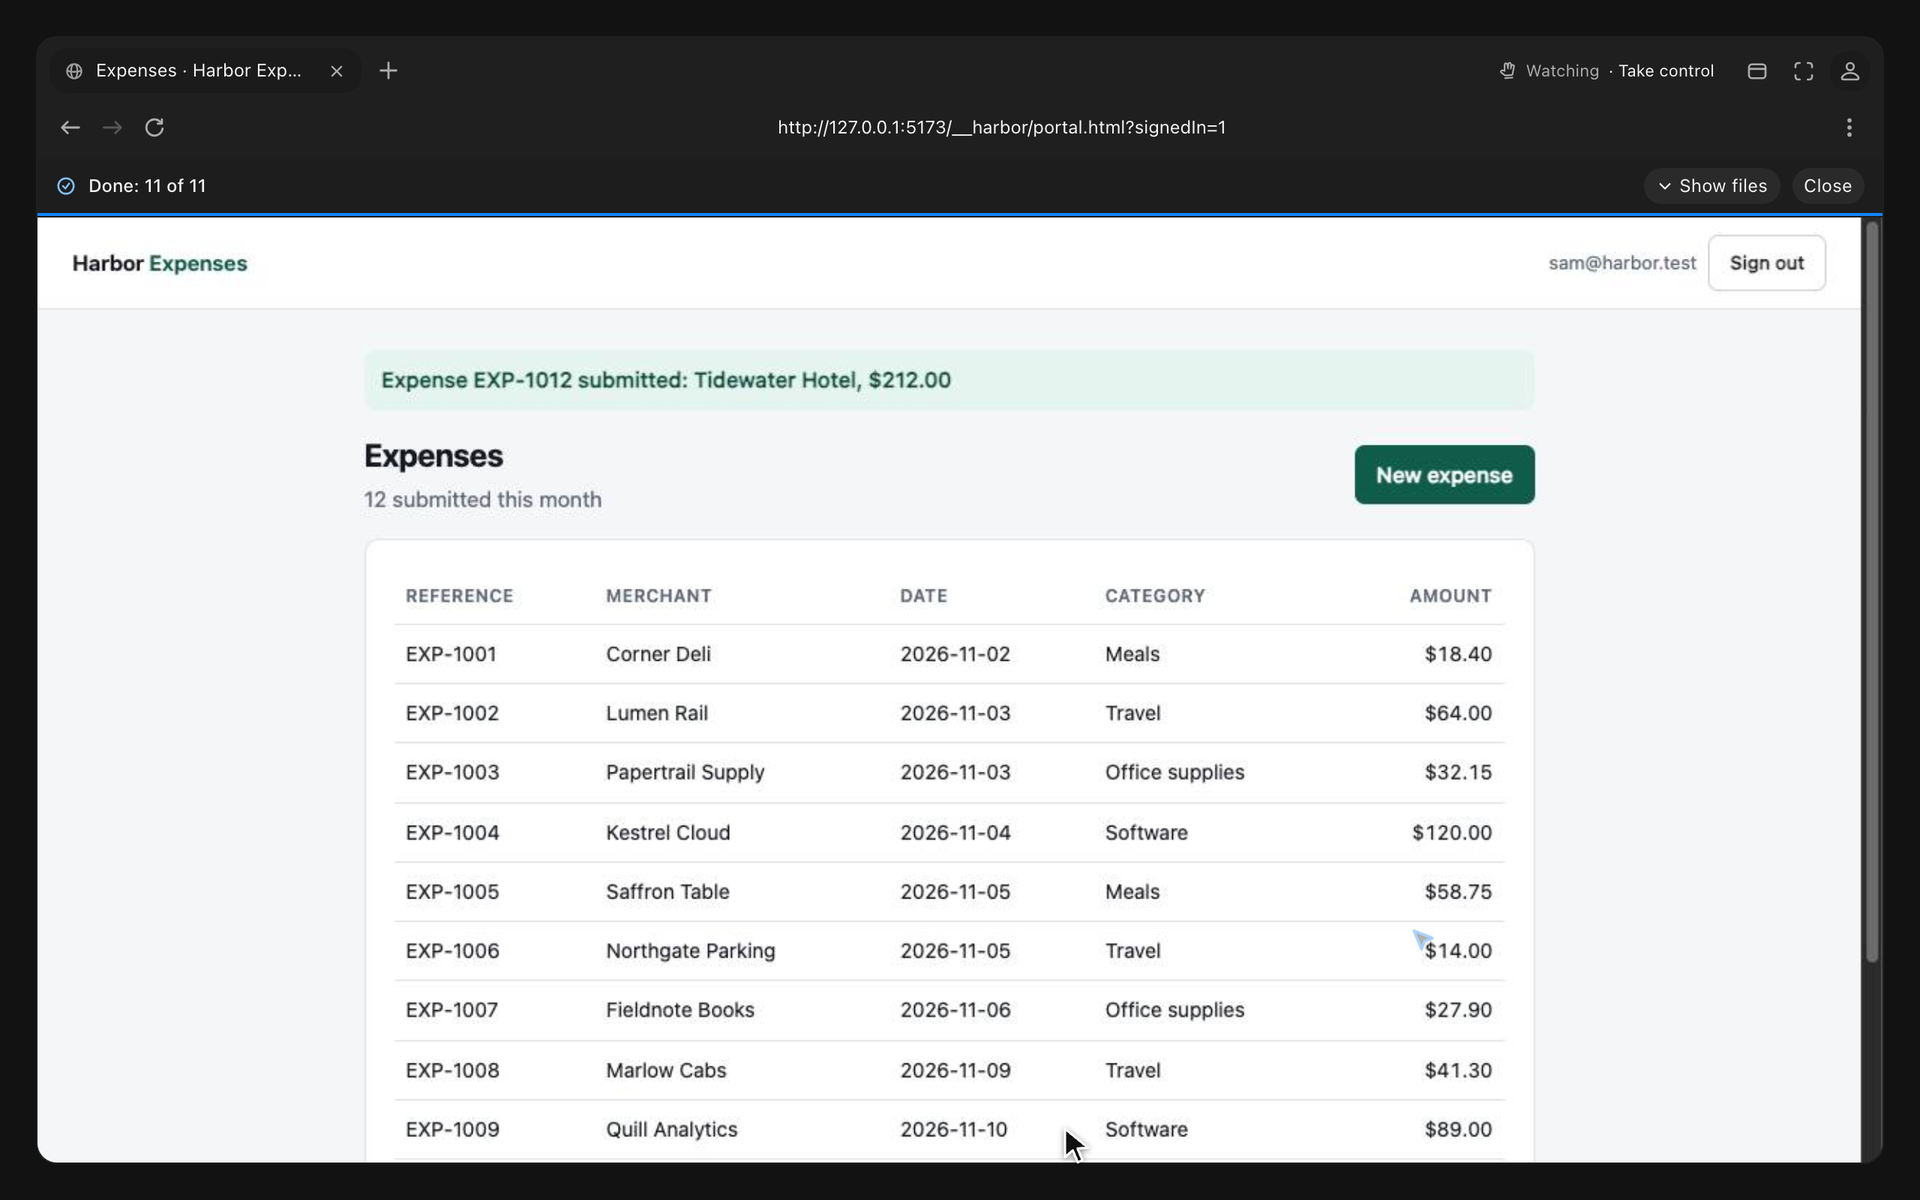 Expenses · Harbor Exp...
Watching · Take control
http://127.0.0.1:5173/__harbor/portal.html?signedIn=1
Done: 11 of 11
Show files
Close
Harbor Expenses
sam@harbor.test
Sign out
Expense EXP-1012 submitted: Tidewater Hotel, $212.00
Expenses
12 submitted this month
New expense
REFERENCE MERCHANT DATE CATEGORY AMOUNT
EXP-1001 Corner Deli 2026-11-02 Meals $18.40
EXP-1002 Lumen Rail 2026-11-03 Travel $64.00
EXP-1003 Papertrail Supply 2026-11-03 Office supplies $32.15
EXP-1004 Kestrel Cloud 2026-11-04 Software $120.00
EXP-1005 Saffron Table 2026-11-05 Meals $58.75
EXP-1006 Northgate Parking 2026-11-05 Travel $14.00
EXP-1007 Fieldnote Books 2026-11-06 Office supplies $27.90
EXP-1008 Marlow Cabs 2026-11-09 Travel $41.30
EXP-1009 Quill Analytics 2026-11-10 Software $89.00